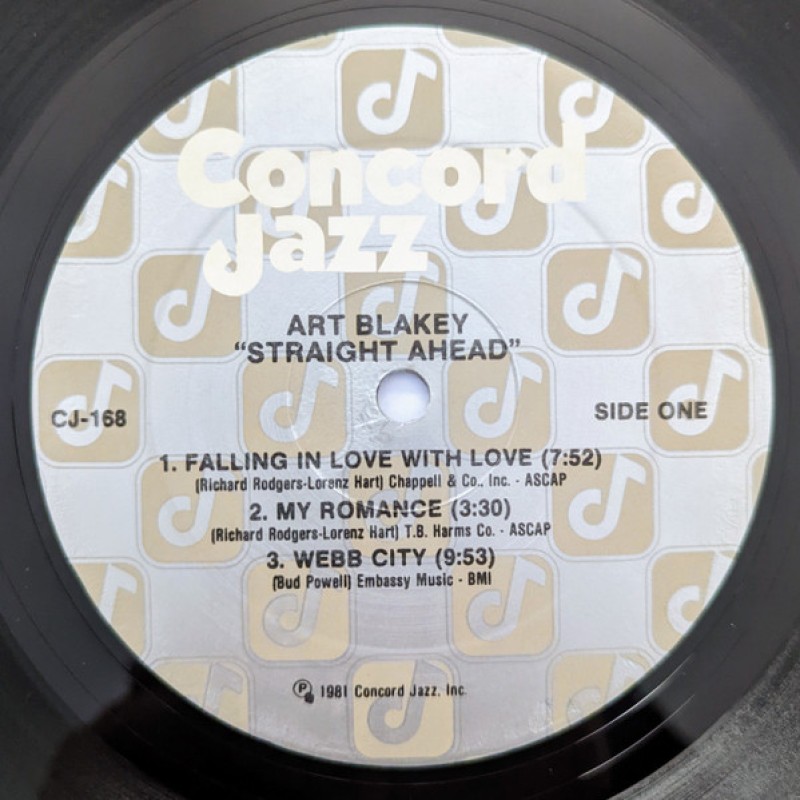 Concord
Jazz
ART BLAKEY
"STRAIGHT AHEAD"
CJ-168
SIDE ONE
1. FALLING IN LOVE WITH LOVE (7:52)
(Richard Rodgers-Lorenz Hart) Chappell & Co., Inc. - ASCAP
2. MY ROMANCE (3:30)
(Richard Rodgers-Lorenz Hart) T.B. Harms Co. - ASCAP
3. WEBB CITY (9:53)
(Bud Powell) Embassy Music - BMI
℗ 1981 Concord Jazz, Inc.